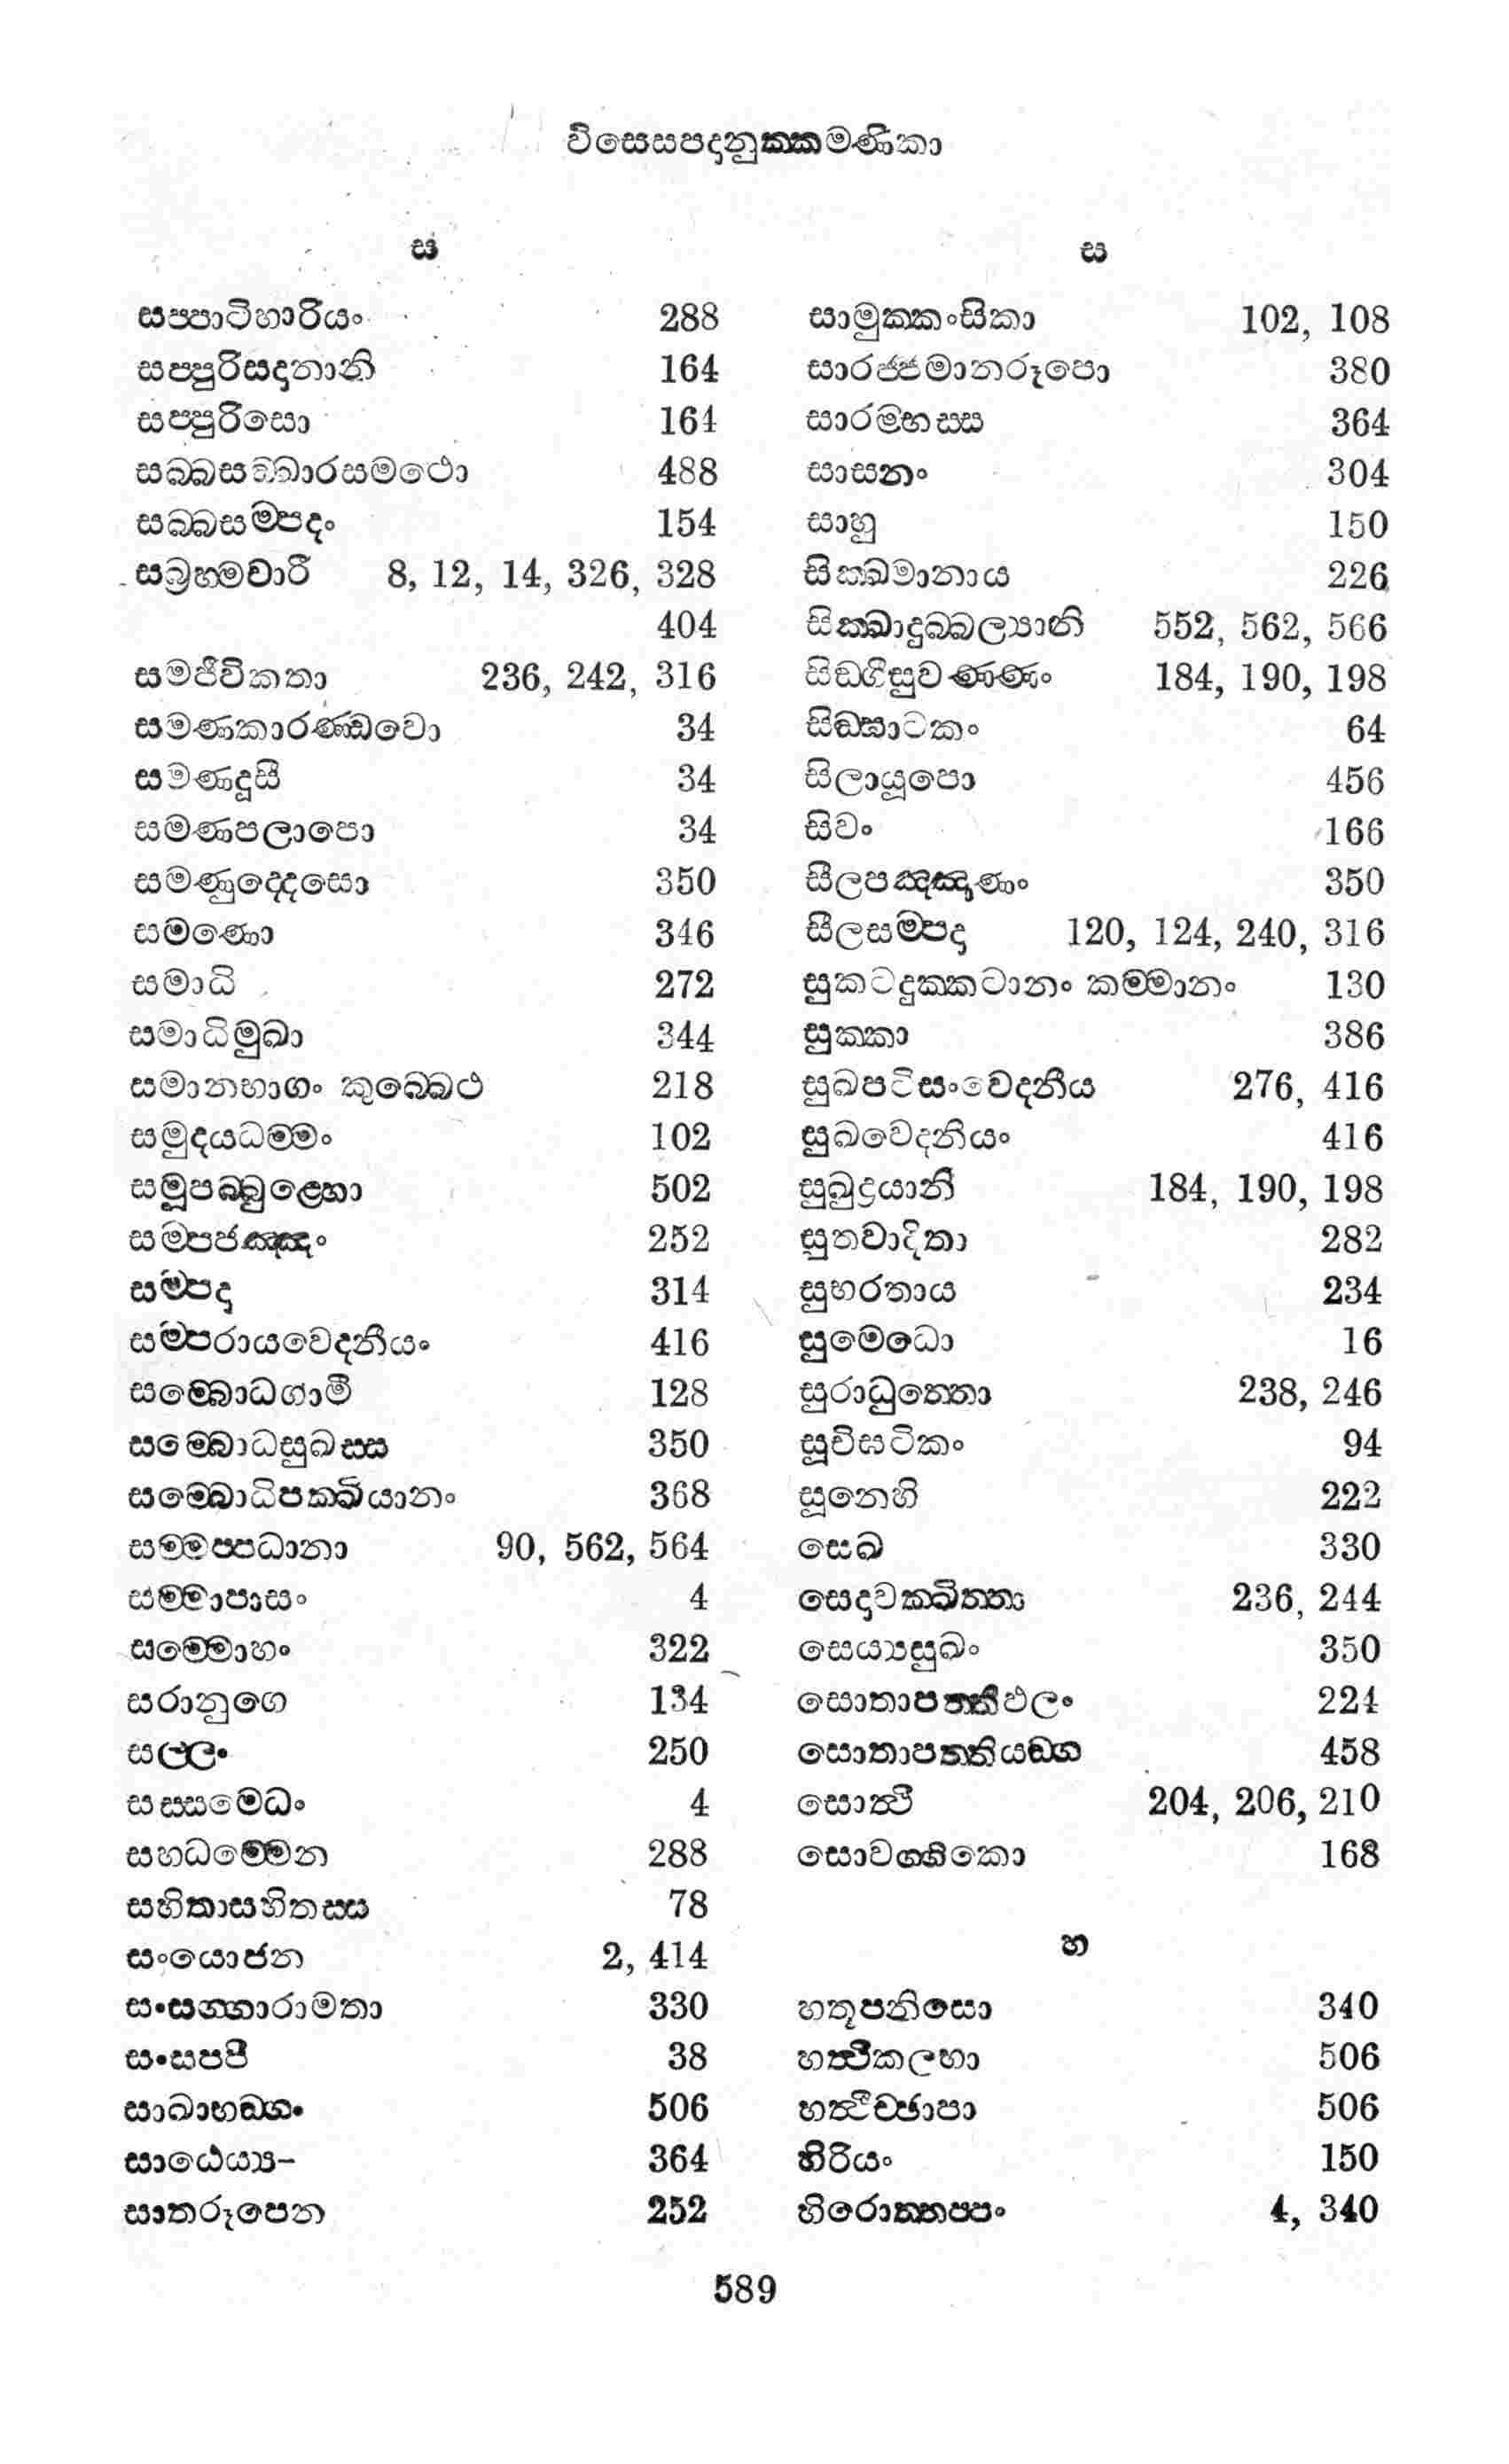 විසෙසපදානුක්කමණිකා
ස
සප්පාටිහාරියං 288
සප්පුරිසදානානි 164
සප්පුරිසො 164
සබ්බසඞ්ඛාරසමථො 488
සබ්බසම්පදං 154
සබ්‍රහ්මචාරී 8, 12, 14, 326, 328
404
සමජීවිකතා 236, 242, 316
සමණකාරණ්ඩවො 34
සමණදූසී 34
සමණපලාපො 34
සමණුද්දෙසො 350
සමණො 346
සමාධි 272
සමාධිමුඛා 344
සමානභාගං කුබ්බෙථ 218
සමුදයධම්මං 102
සමූපබ්බුළ්හො 502
සම්පජඤ්ඤං 252
සම්පදා 314
සම්පරායවෙදනීයං 416
සම්බොධගාමී 128
සම්බොධසුඛස්ස 350
සම්බොධිපක්ඛියානං 368
සම්මප්පධානා 90, 562, 564
සම්මාපාසං 4
සම්මොහං 322
සරානුගෙ 134
සල්ලං 250
සස්සමෙධං 4
සහධම්මෙන 288
සහිතාසහිතස්ස 78
සංයොජන 2, 414
සංසග්ගාරාමතා 330
සංසප්පී 38
සාඛාභඞ්ගං 506
සාඨෙය්‍ය- 364
සාතරූපෙන 252
ස
සාමුක්කංසිකා 102, 108
සාරජ්ජමානරූපො 380
සාරම්භස්ස 364
සාසනං 304
සාහු 150
සික්ඛමානාය 226
සික්ඛාදුබ්බල්‍යානි 552, 562, 566
සිඞ්ගිසුවණ්ණං 184, 190, 198
සිඞ්ඝාටකං 64
සිලායූපො 456
සිවං 166
සීලපඤ්ඤාණං 350
සීලසම්පදා 120, 124, 240, 316
සුකටදුක්කටානං කම්මානං 130
සුක්කා 386
සුඛපටිසංවෙදනීය 276, 416
සුඛවෙදනියං 416
සුඛුද්‍රයානි 184, 190, 198
සුතවාදිතා 282
සුභරතාය 234
සුමෙධො 16
සුරාධුත්තො 238, 246
සූචිඝටිකං 94
සූනෙහි 222
සෙඛ 330
සෙදාවක්ඛිත්තා 236, 244
සෙය්‍යසුඛං 350
සොතාපත්තිඵලං 224
සොතාපත්තියඞ්ග 458
සොත්ථි 204, 206, 210
සොවග්ගිකො 168
හ
හතූපනිසො 340
හත්ථිකලභා 506
හත්ථිච්ඡාපා 506
හිරියං 150
හිරොත්තප්පං 4, 340
589